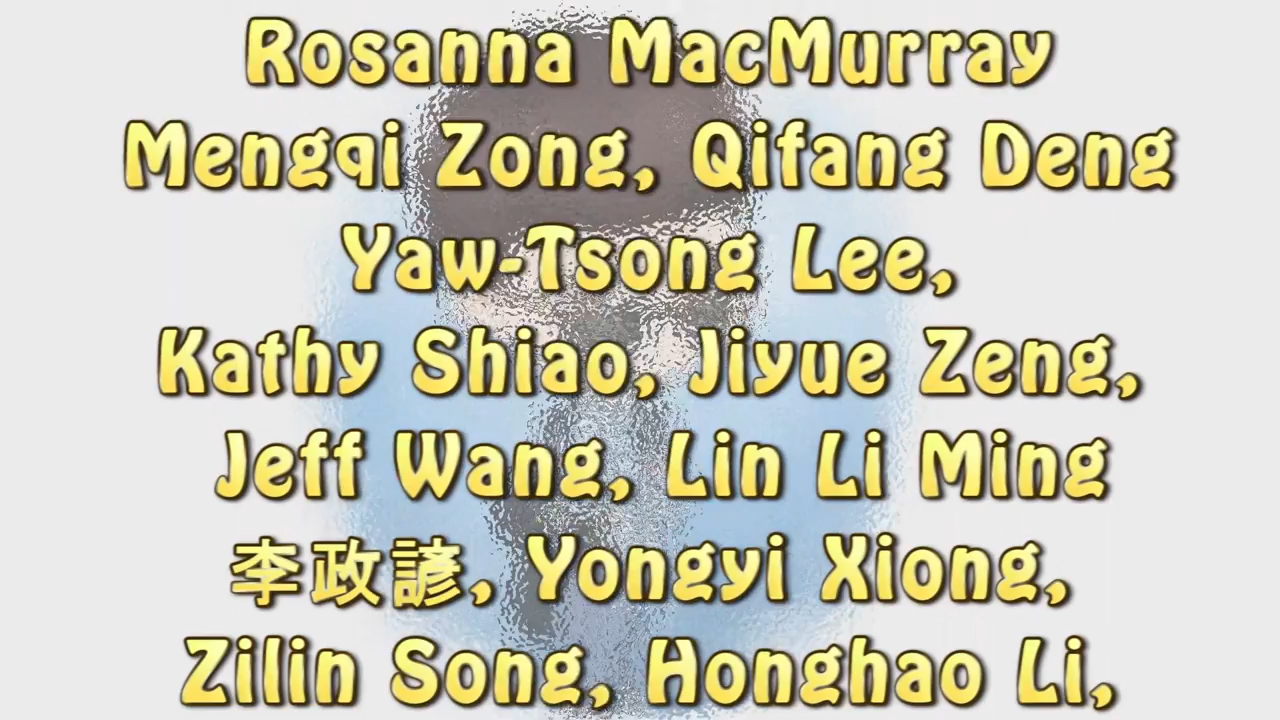 Rosanna MacMurray
Mengqi Zong, Qifang Deng
Yaw-Tsong Lee,
Kathy Shiao, Jiyue Zeng,
Jeff Wang, Lin Li Ming
李政諺, Yongyi Xiong,
Zilin Song, Honghao Li,